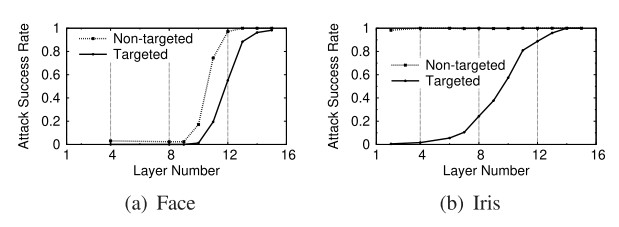 Attack Success Rate
1
0.8
0.6
0.4
0.2
0
Non-targeted
Targeted
1 4 8 12 16
Layer Number
(a) Face
Attack Success Rate
1
0.8
0.6
0.4
0.2
0
Non-targeted
Targeted
1 4 8 12 16
Layer Number
(b) Iris